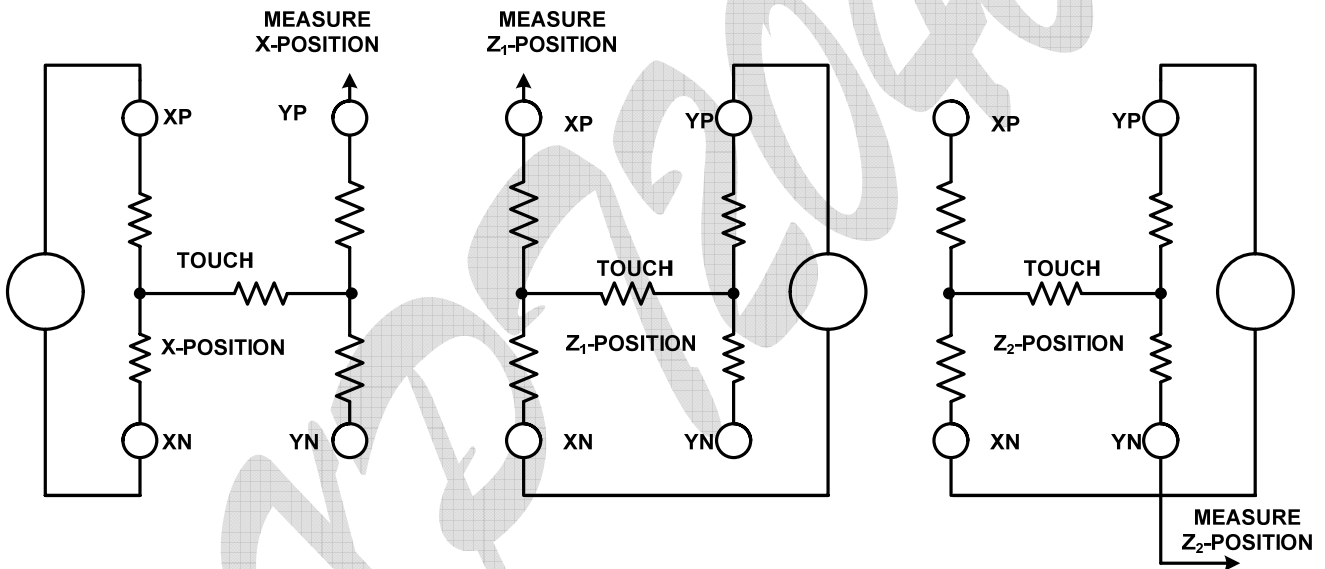 MEASURE
X-POSITION
XP
YP
TOUCH
X-POSITION
XN
YN
MEASURE
Z₁-POSITION
XP
YP
TOUCH
Z₁-POSITION
XN
YN
XP
YP
TOUCH
Z₂-POSITION
XN
YN
MEASURE
Z₂-POSITION